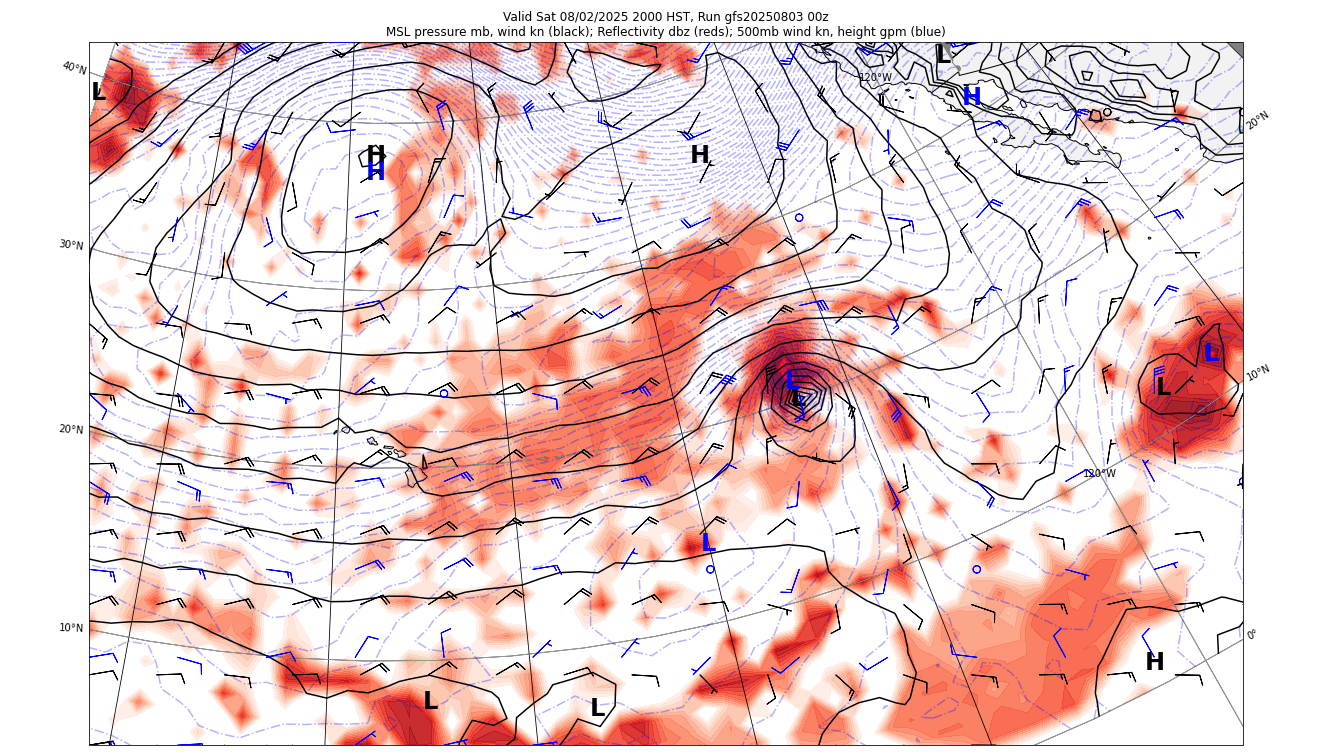 Valid Sat 08/02/2025 2000 HST, Run gfs20250803 00z
MSL pressure mb, wind kn (black); Reflectivity dbz (reds); 500mb wind kn, height gpm (blue)
L
120°W
40°N
H
L
20°N
H
H
H
30°N
L
L
10°N
L
L
20°N
120°W
L
10°N
0°
H
L
L